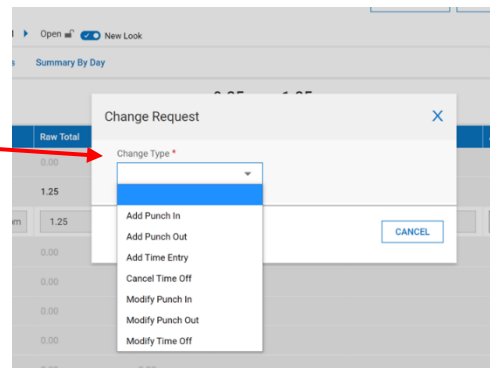 Open New Look
Summary By Day
Change Request X
Raw Total
Change Type *
0.00
1.25
Add Punch In
1.25
Add Punch Out
CANCEL
Add Time Entry
0.00
Cancel Time Off
0.00
Modify Punch In
0.00
Modify Punch Out
0.00
Modify Time Off